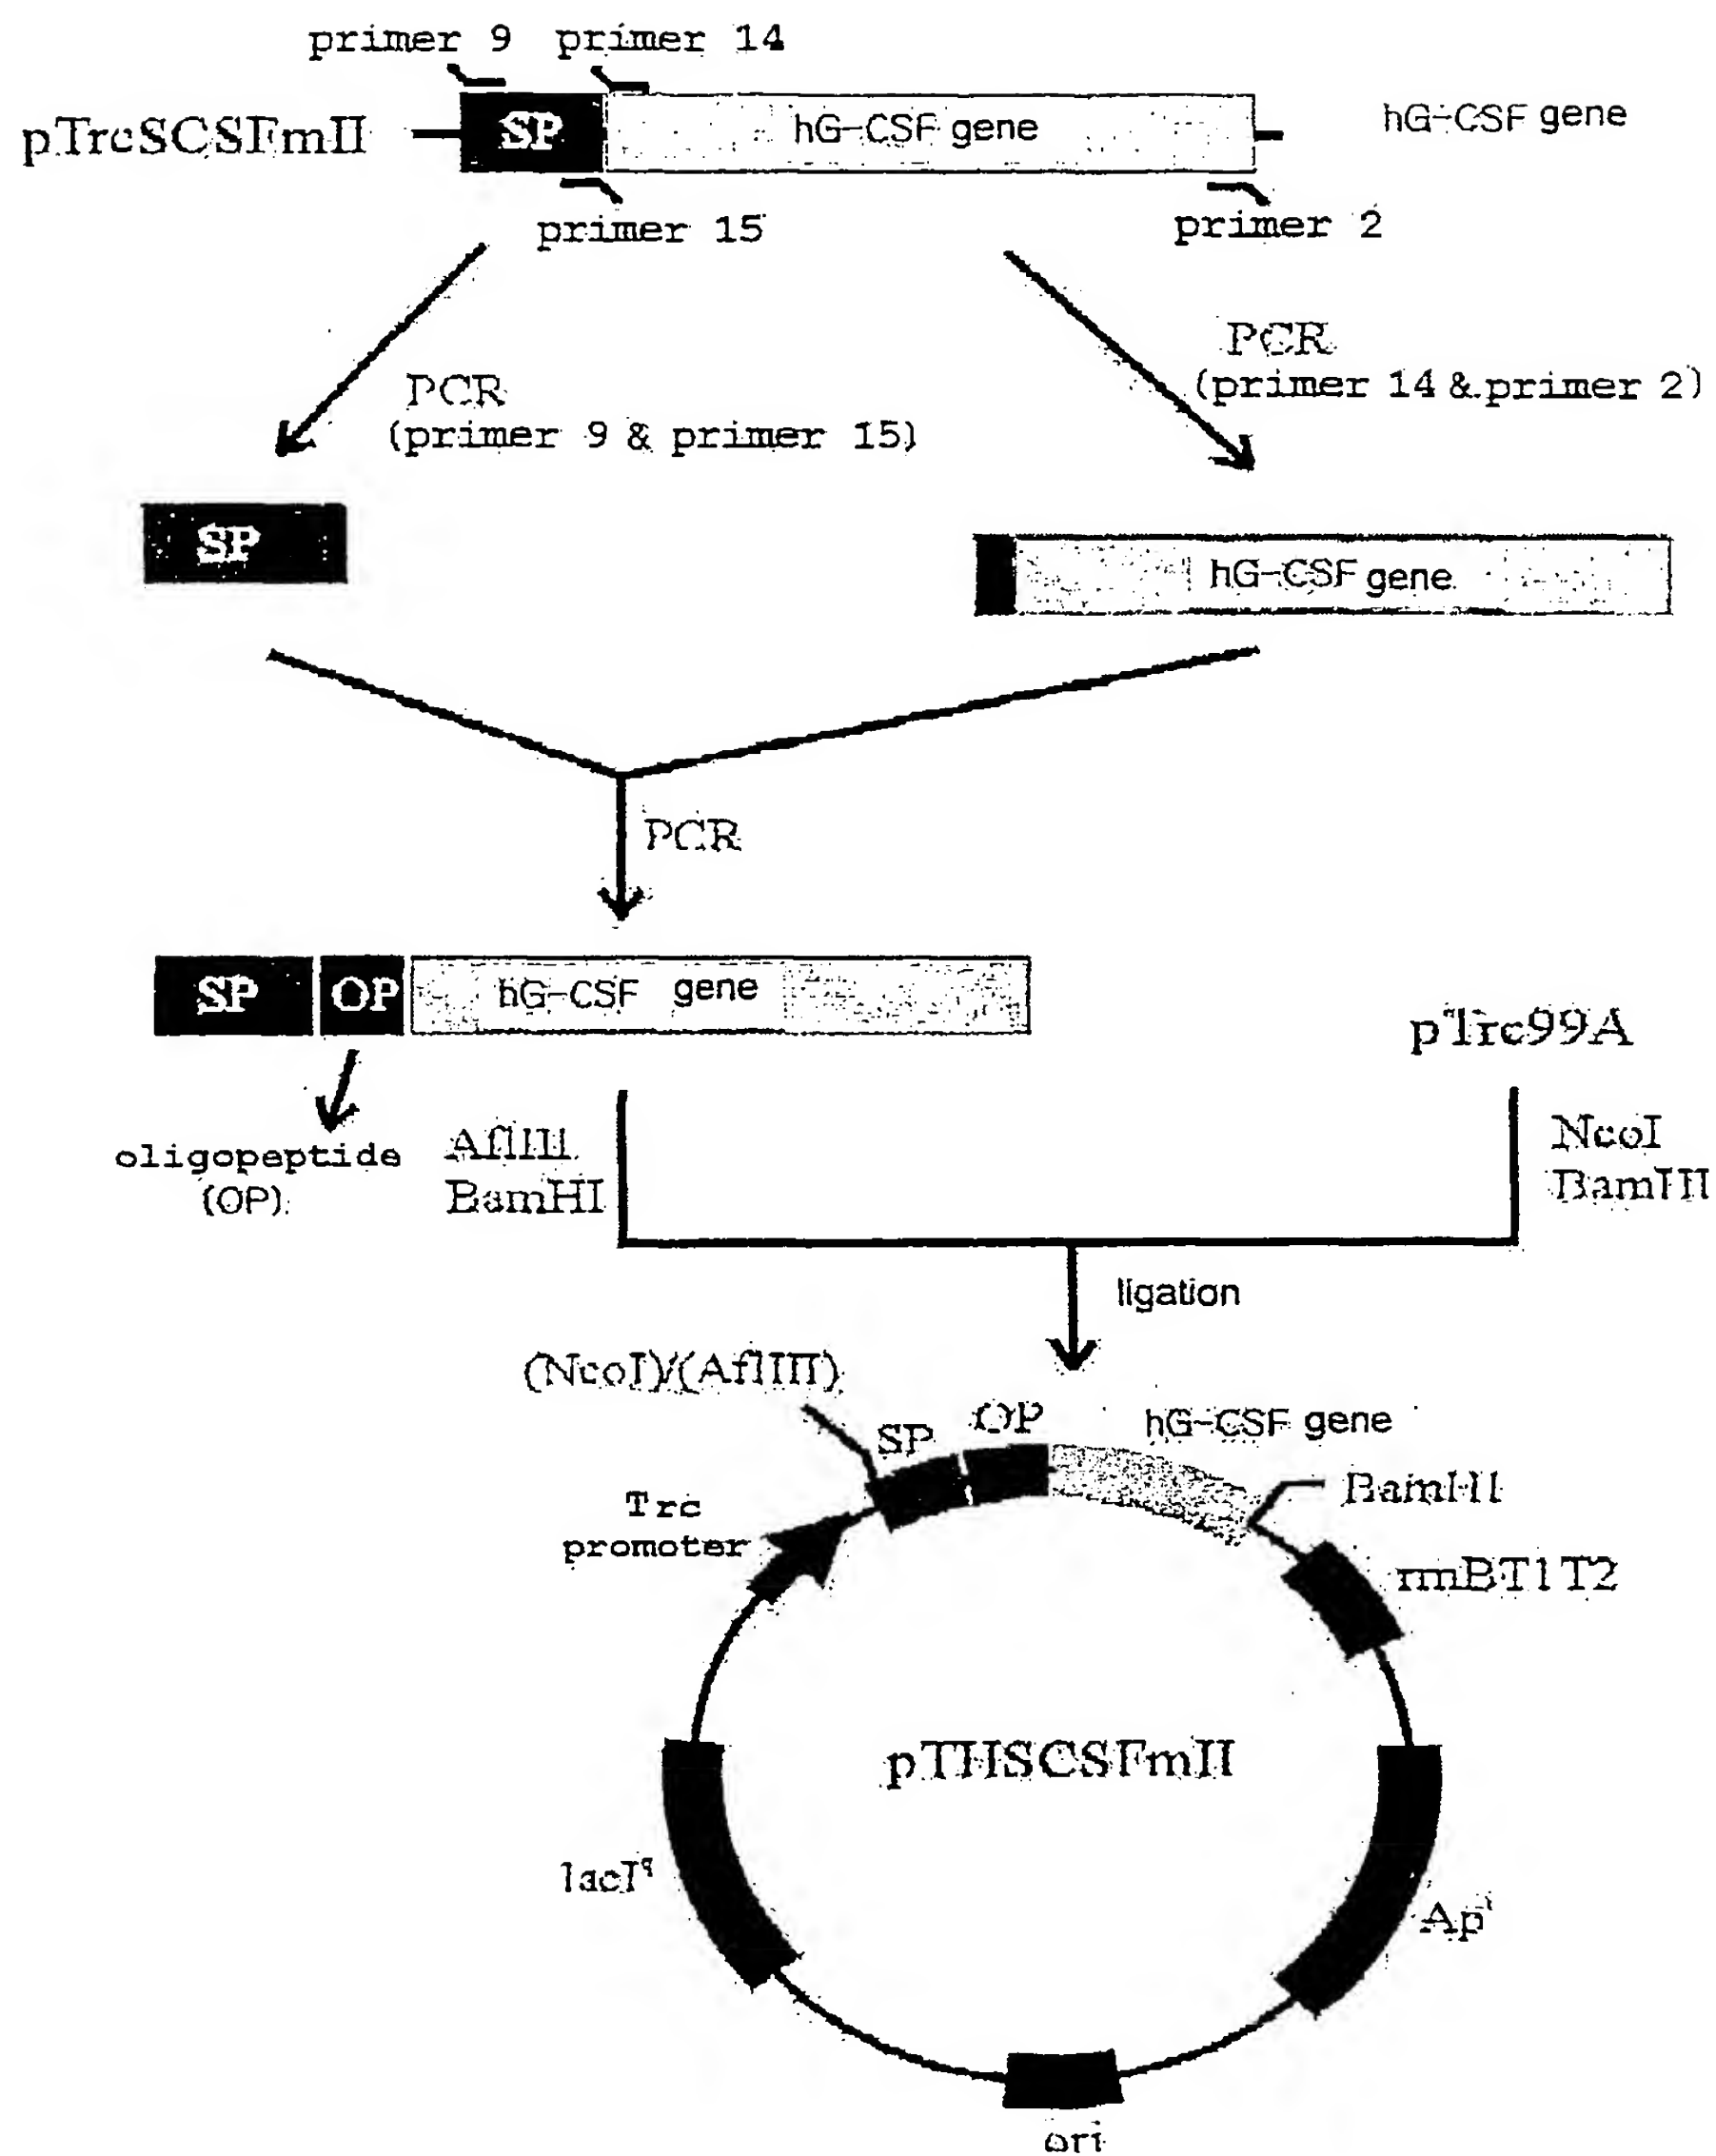 primer 9 primer 14
pTrcSCSFmII
SP
hG-CSF gene
hG-CSF gene
primer 15
primer 2
PCR
(primer 14 & primer 2)
PCR
(primer 9 & primer 15)
SP
hG-CSF gene
PCR
SP
OP
hG-CSF gene
pTrc99A
oligopeptide
(OP)
AflIII
BamHI
NcoI
BamHI
ligation
(NcoI)/(AflIII)
SP
OP
hG-CSF gene
BamHI
Trc
promoter
rrnBT1T2
pTHSCSFmII
lacIq
Apr
ori